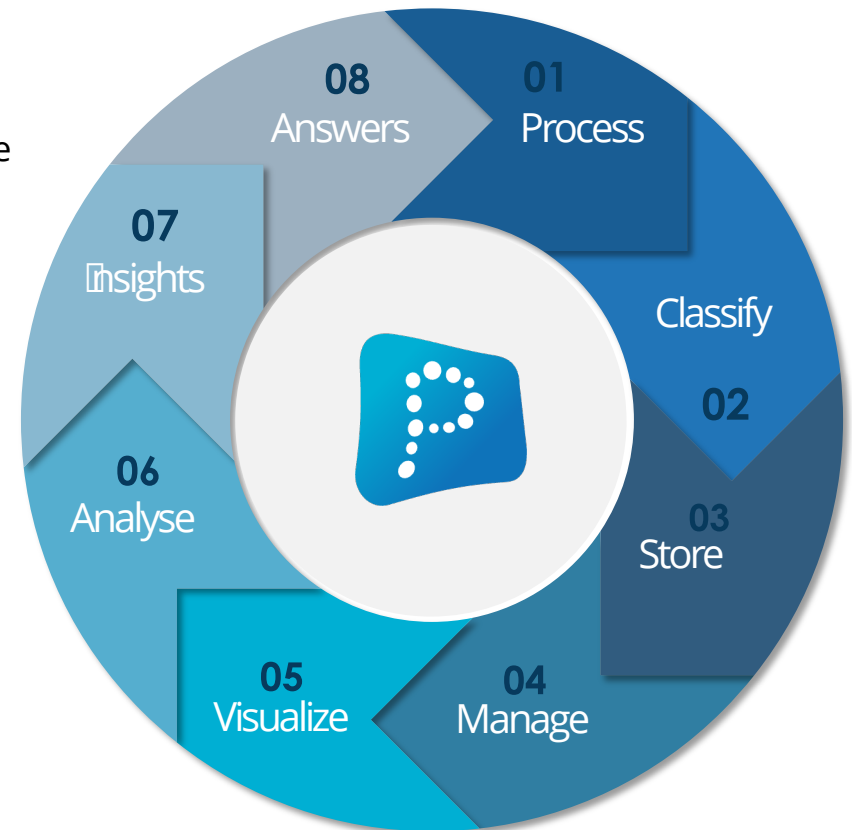 e
01
Process
Classify
02
03
Store
04
Manage
05
Visualize
06
Analyse
07
Insights
08
Answers